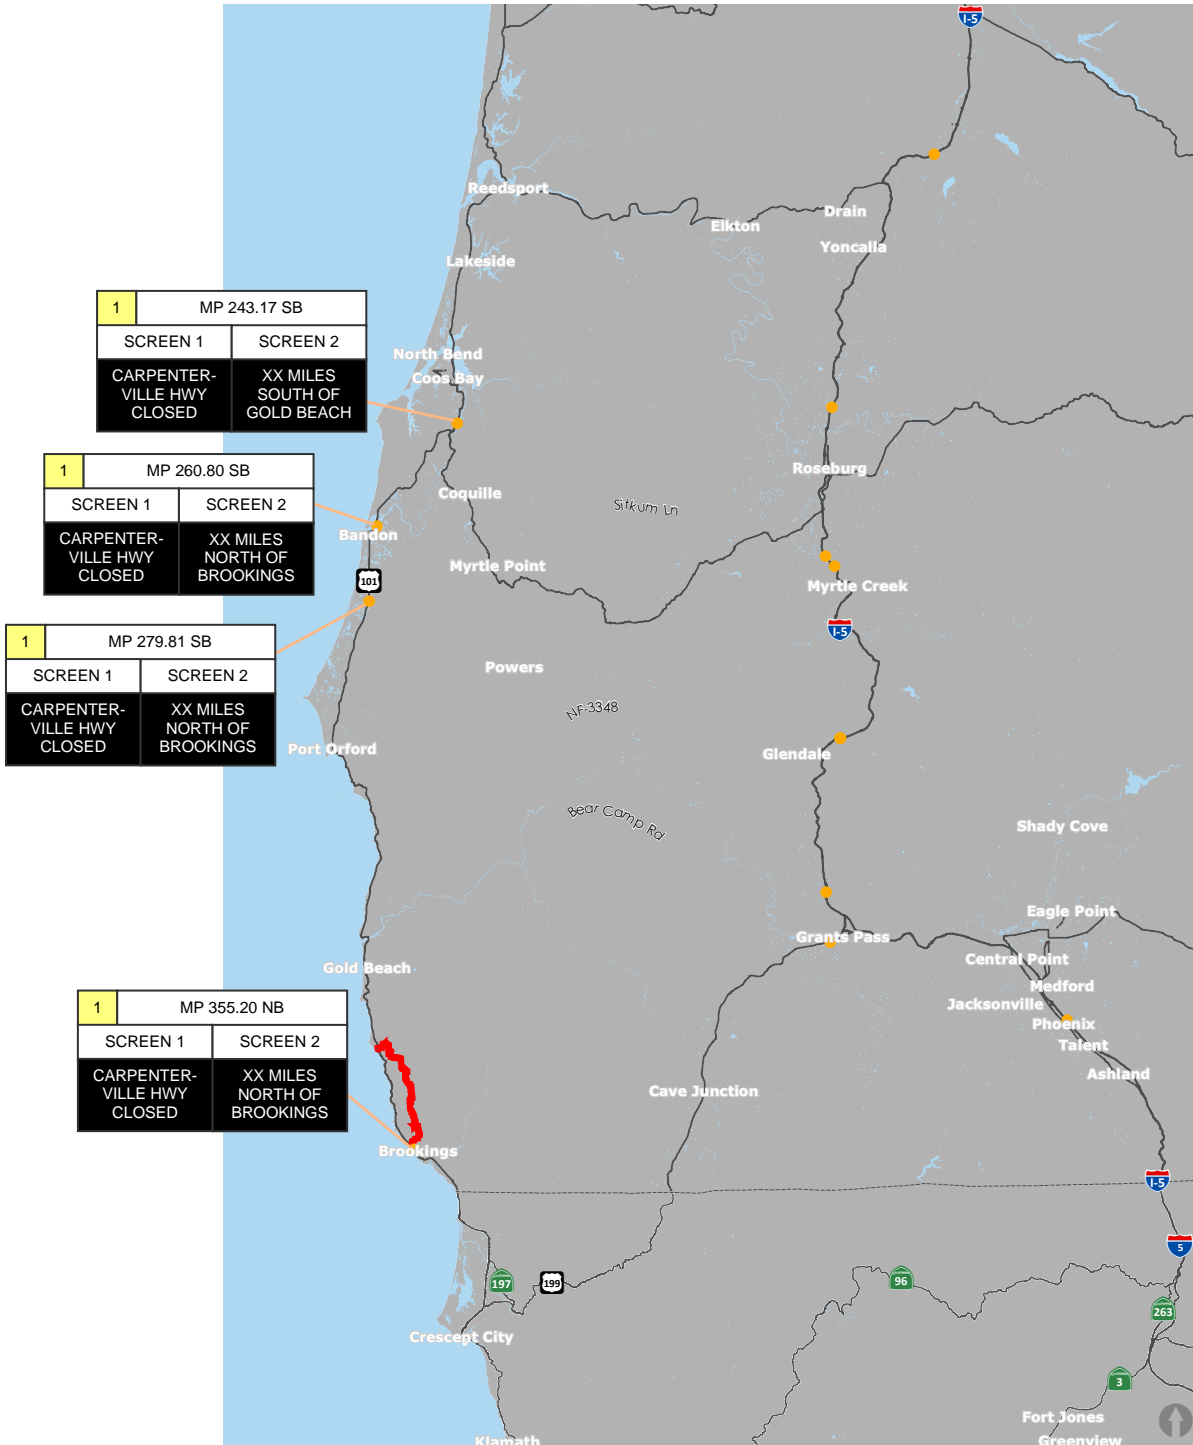 I-5
Reedsport
Drain
Elkton
Yoncalla
Lakeside
1
MP 243.17 SB
SCREEN 1
SCREEN 2
CARPENTER-
VILLE HWY
CLOSED
XX MILES
SOUTH OF
GOLD BEACH
North Bend
Coos Bay
1
MP 260.80 SB
SCREEN 1
SCREEN 2
CARPENTER-
VILLE HWY
CLOSED
XX MILES
NORTH OF
BROOKINGS
Roseburg
Coquille
Sitkum Ln
Bandon
Myrtle Point
101
Myrtle Creek
I-5
1
MP 279.81 SB
SCREEN 1
SCREEN 2
CARPENTER-
VILLE HWY
CLOSED
XX MILES
NORTH OF
BROOKINGS
Powers
NF-3348
Port Orford
Glendale
Bear Camp Rd
Shady Cove
Eagle Point
Grants Pass
Central Point
Gold Beach
Medford
Jacksonville
Phoenix
Talent
Ashland
1
MP 355.20 NB
SCREEN 1
SCREEN 2
CARPENTER-
VILLE HWY
CLOSED
XX MILES
NORTH OF
BROOKINGS
Cave Junction
Brookings
I-5
5
197
199
96
263
Crescent City
3
Fort Jones
Greenview
Klamath